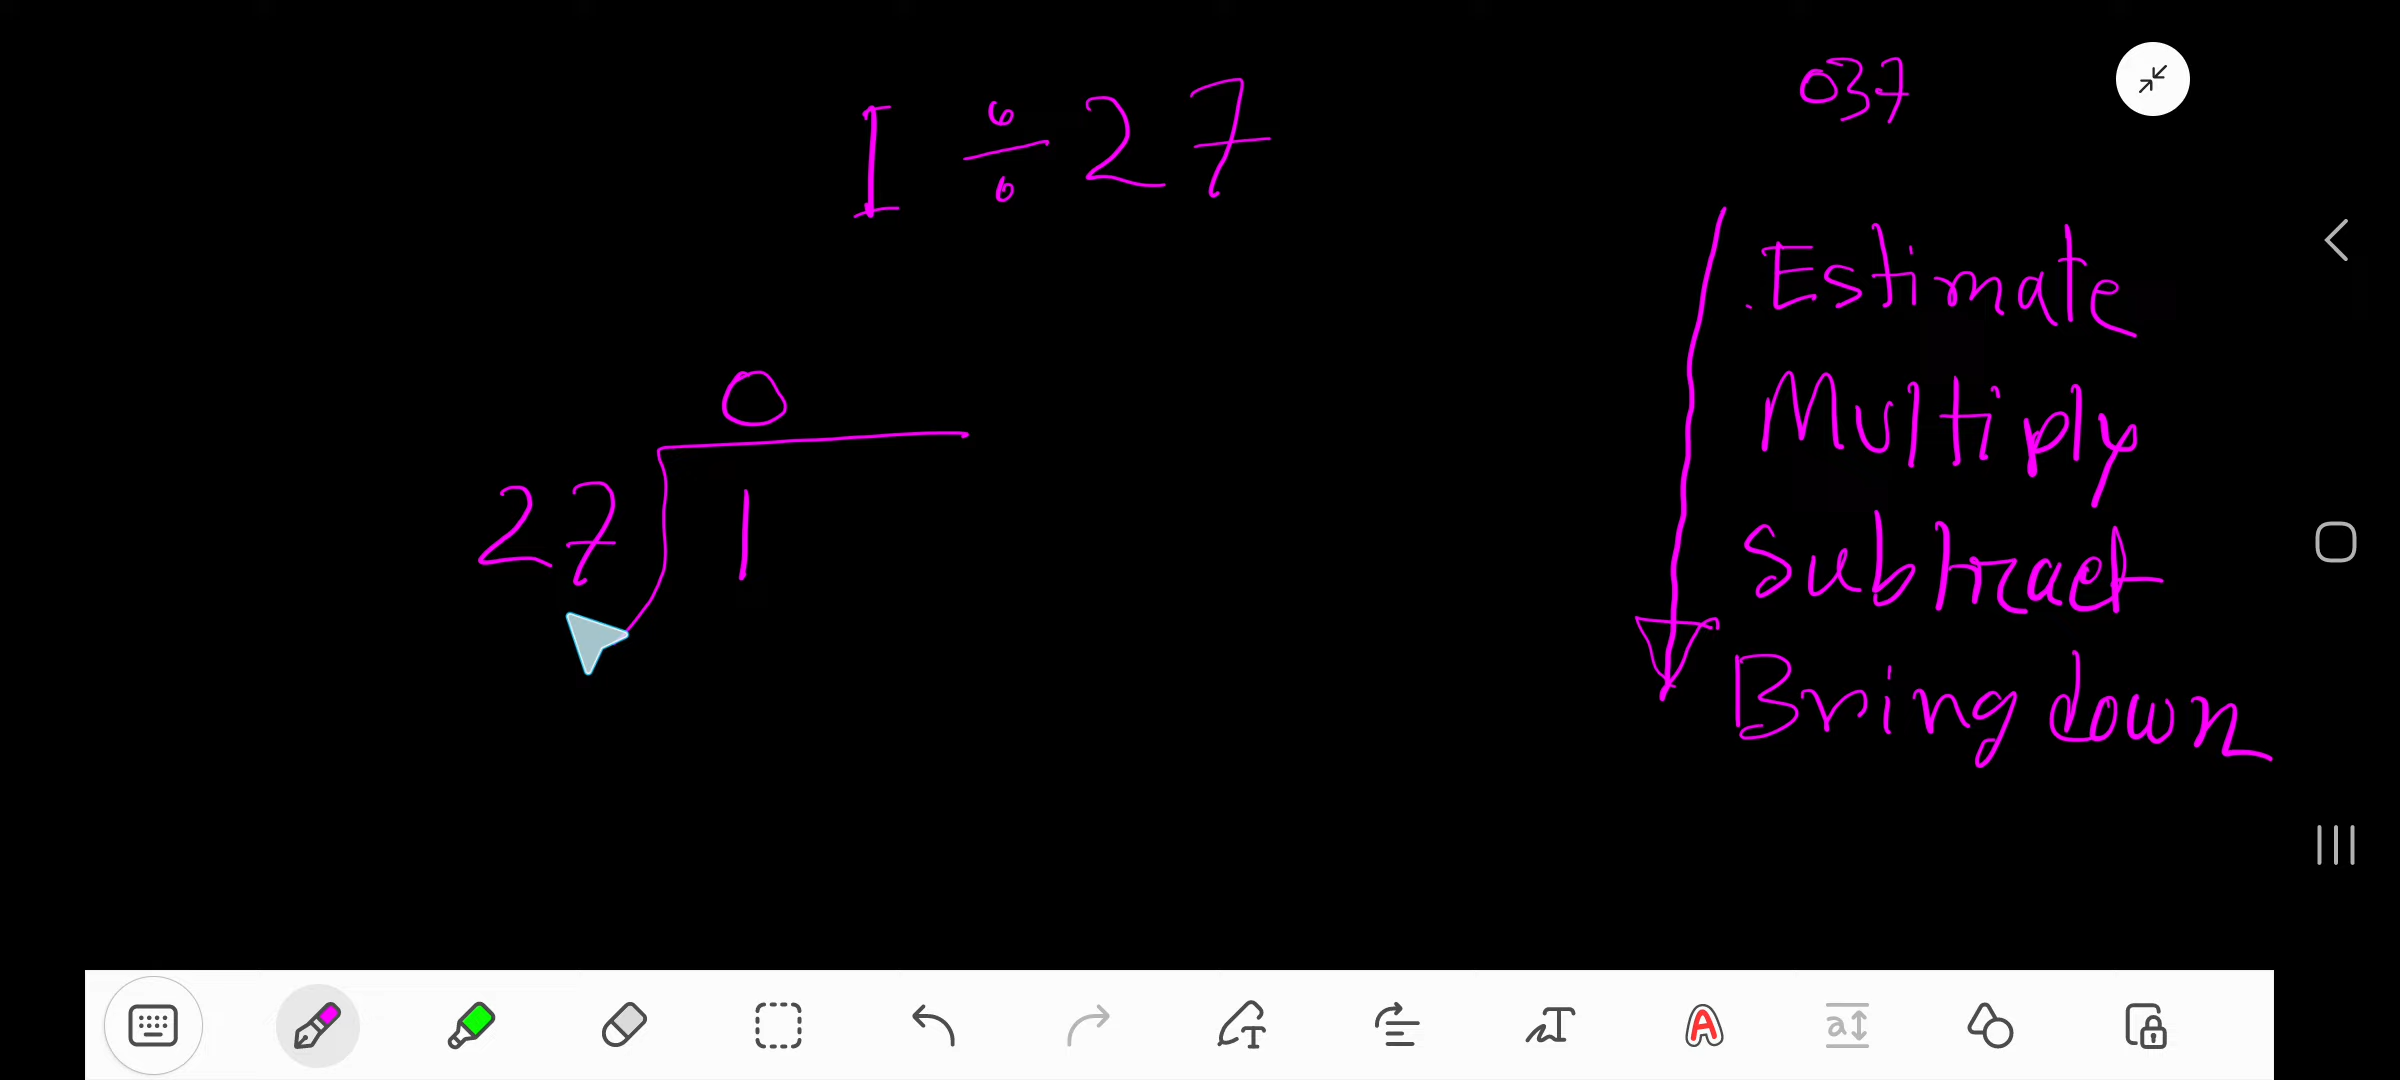 1 ÷ 27
037
0
27 1
Estimate
Multiply
Subtract
Bring down